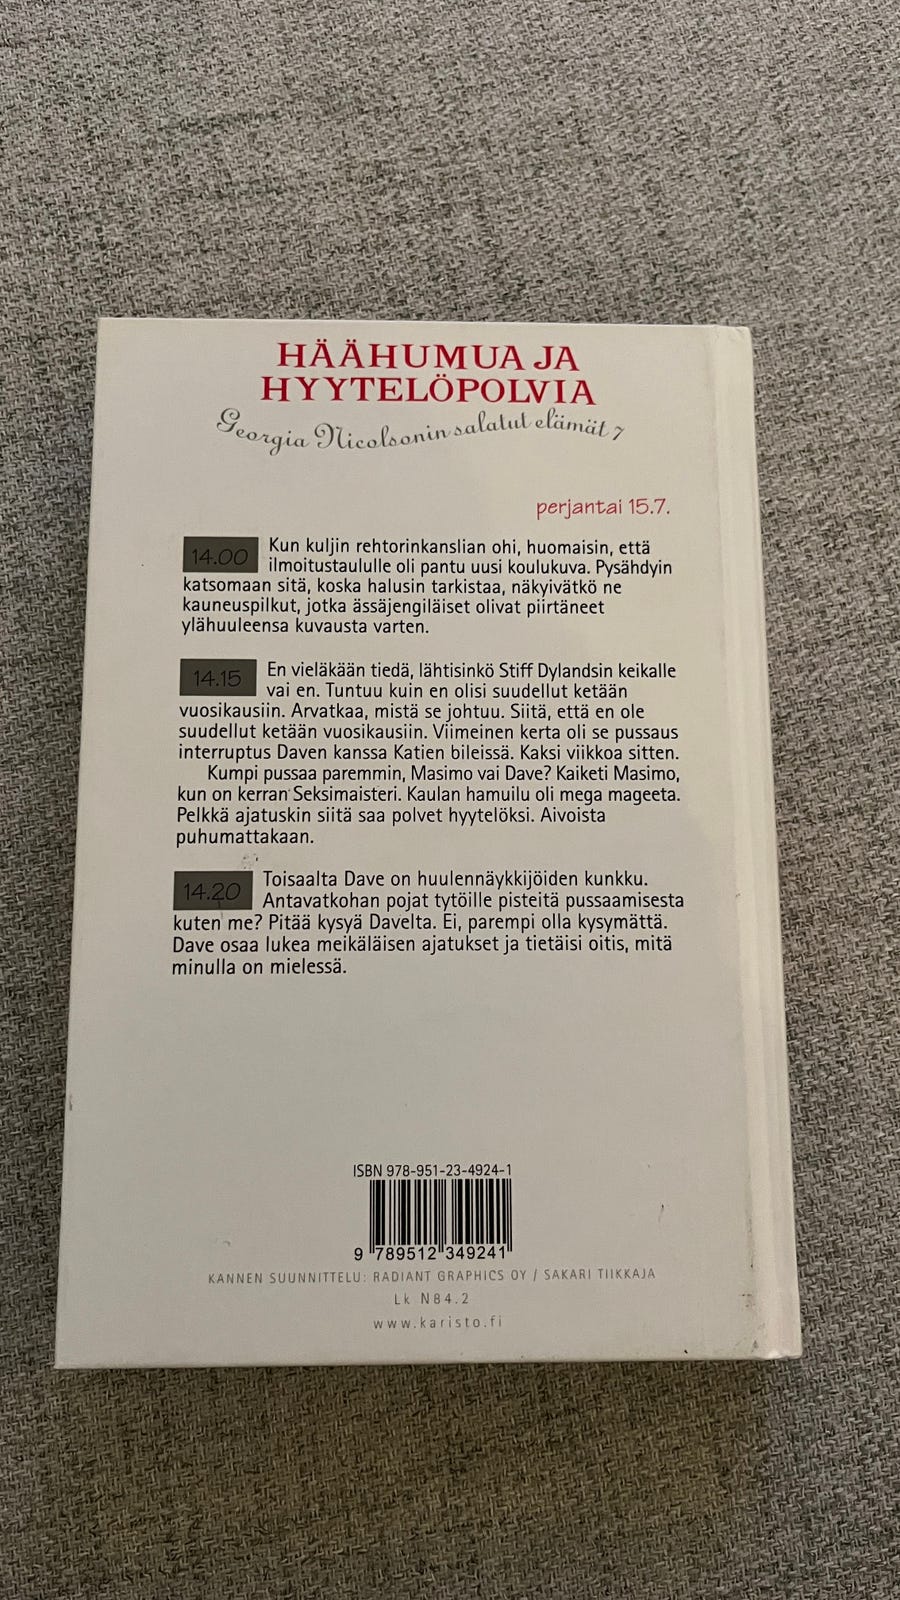 HÄÄHUMUA JA
HYYTELÖPOLVIA
Georgia Nicolsonin salatut elämät 7
perjantai 15.7.
14.00 Kun kuljin rehtorinkanslian ohi, huomaisin, että
ilmoitustaululle oli pantu uusi koulukuva. Pysähdyin
katsomaan sitä, koska halusin tarkistaa, näkyivätkö ne
kauneuspilkut, jotka ässäjengiläiset olivat piirtäneet
ylähuuleensa kuvausta varten.
14.15 En vieläkään tiedä, lähtisinkö Stiff Dylandsin keikalle
vai en. Tuntuu kuin en olisi suudellut ketään
vuosikausiin. Arvatkaa, mistä se johtuu. Siitä, että en ole
suudellut ketään vuosikausiin. Viimeinen kerta oli se pussaus
interruptus Daven kanssa Katien bileissä. Kaksi viikkoa sitten.
Kumpi pussaa paremmin, Masimo vai Dave? Kaiketi Masimo,
kun on kerran Seksimaisteri. Kaulan hamuilu oli mega mageeta.
Pelkkä ajatuskin siitä saa polvet hyytelöksi. Aivoista
puhumattakaan.
14.20 Toisaalta Dave on huulennäykkijöiden kunkku.
Antavatkohan pojat tytöille pisteitä pussaamisesta
kuten me? Pitää kysyä Davelta. Ei, parempi olla kysymättä.
Dave osaa lukea meikäläisen ajatukset ja tietäisi oitis, mitä
minulla on mielessä.
ISBN 978-951-23-4924-1
9 789512 349241
KANNEN SUUNNITTELU: RADIANT GRAPHICS OY / SAKARI TIIKKAJA
Lk N84.2
www.karisto.fi